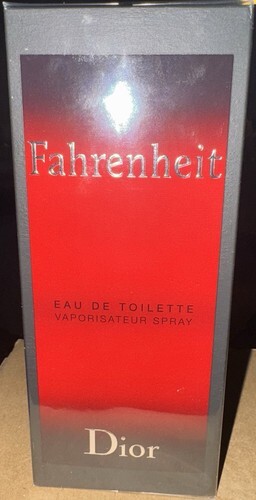 Fahrenheit
EAU DE TOILETTE
VAPORISATEUR SPRAY
Dior